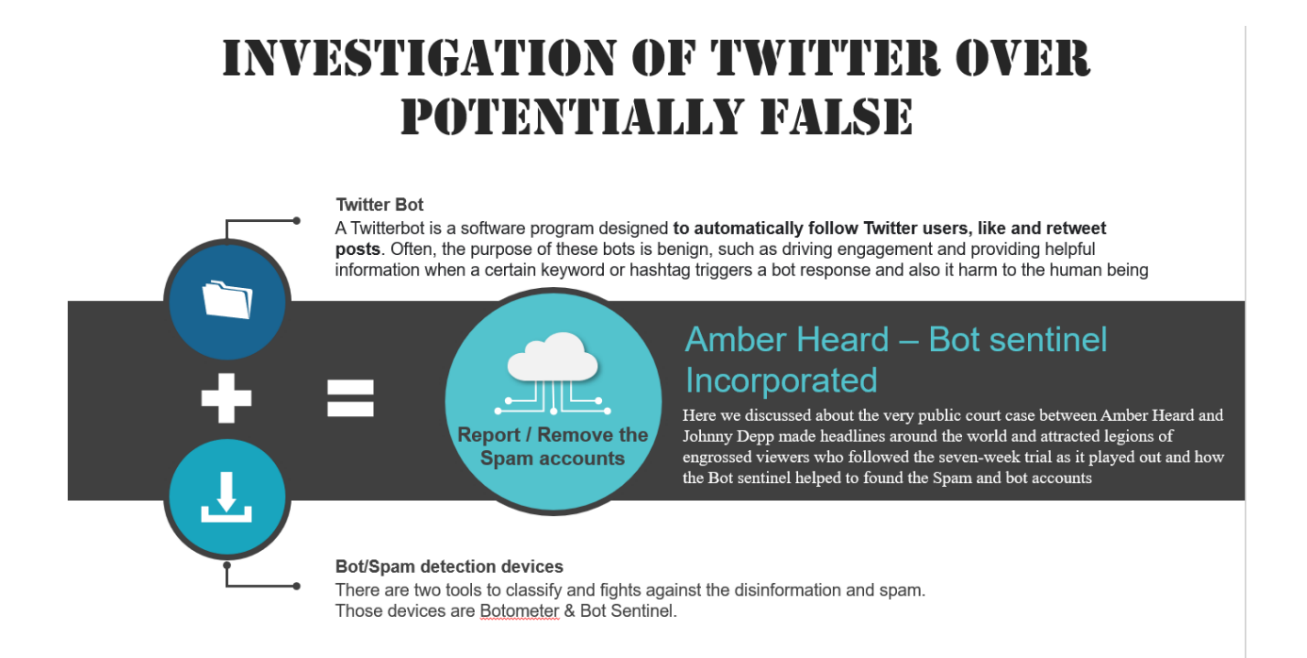 INVESTIGATION OF TWITTER OVER
POTENTIALLY FALSE
Twitter Bot
A Twitterbot is a software program designed to automatically follow Twitter users, like and retweet
posts. Often, the purpose of these bots is benign, such as driving engagement and providing helpful
information when a certain keyword or hashtag triggers a bot response and also it harm to the human being
Report / Remove the
Spam accounts
Amber Heard – Bot sentinel
Incorporated
Here we discussed about the very public court case between Amber Heard and
Johnny Depp made headlines around the world and attracted legions of
engrossed viewers who followed the seven-week trial as it played out and how
the Bot sentinel helped to found the Spam and bot accounts
Bot/Spam detection devices
There are two tools to classify and fights against the disinformation and spam.
Those devices are Botometer & Bot Sentinel.